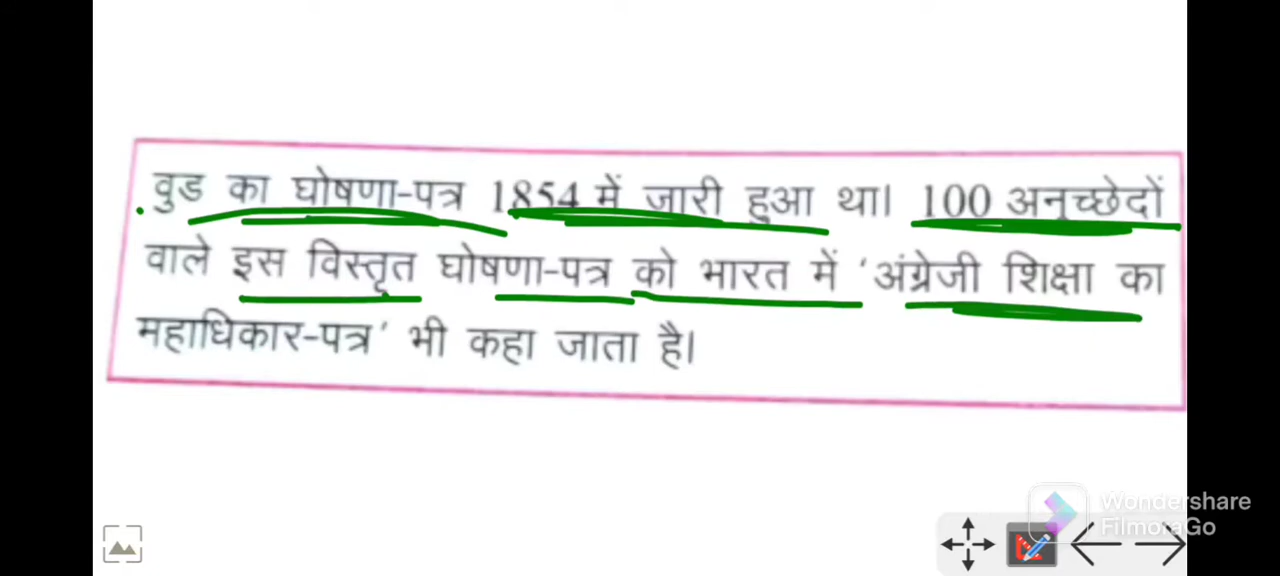 वुड का घोषणा-पत्र 1854 में जारी हुआ था। 100 अनुच्छेदों
वाले इस विस्तृत घोषणा-पत्र को भारत में ‘अंग्रेजी शिक्षा का
महाधिकार-पत्र’ भी कहा जाता है।
Wondershare
FilmoraGo